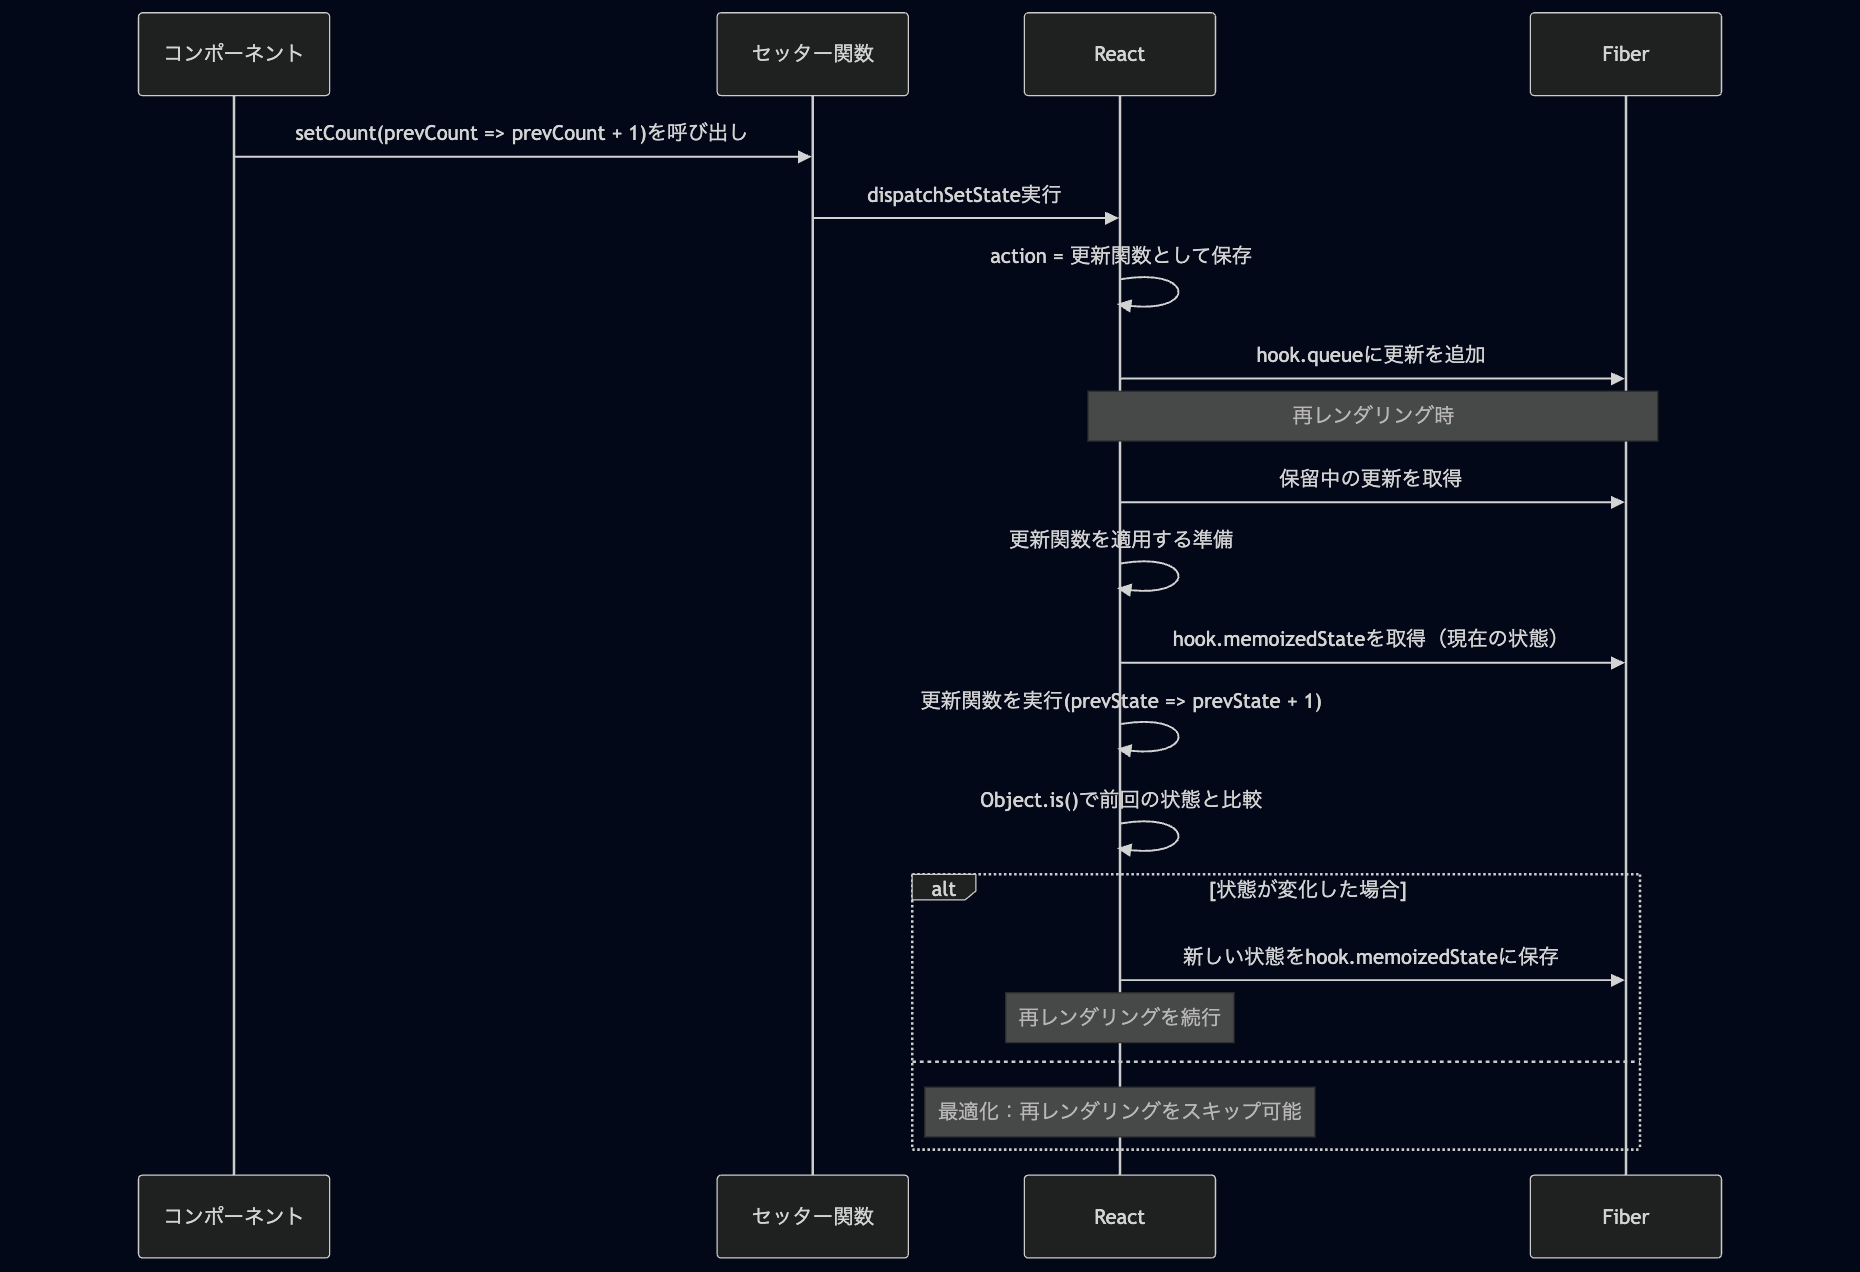 コンポーネント
セッター関数
React
Fiber
setCount(prevCount => prevCount + 1)を呼び出し
dispatchSetState実行
action = 更新関数として保存
hook.queueに更新を追加
再レンダリング時
保留中の更新を取得
更新関数を適用する準備
hook.memoizedStateを取得（現在の状態）
更新関数を実行(prevState => prevState + 1)
Object.is()で前回の状態と比較
alt
[状態が変化した場合]
新しい状態をhook.memoizedStateに保存
再レンダリングを続行
最適化：再レンダリングをスキップ可能
コンポーネント
セッター関数
React
Fiber